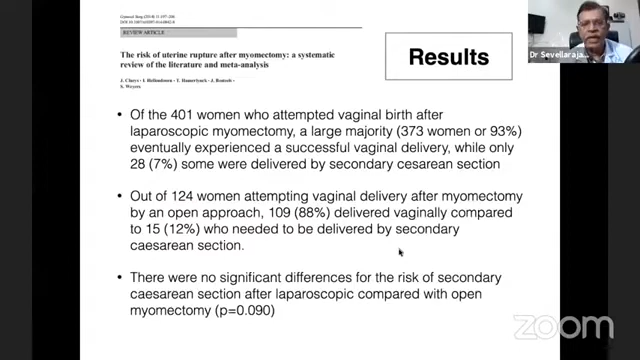 REVIEW ARTICLE
The risk of uterine rupture after myomectomy: a systematic
review of the literature and meta-analysis
S. Weyers
Results
Dr Sevellaraja...
• Of the 401 women who attempted vaginal birth after
laparoscopic myomectomy, a large majority (373 women or 93%)
eventually experienced a successful vaginal delivery, while only
28 (7%) some were delivered by secondary cesarean section
• Out of 124 women attempting vaginal delivery after myomectomy
by an open approach, 109 (88%) delivered vaginally compared
to 15 (12%) who needed to be delivered by secondary
caesarean section.
• There were no significant differences for the risk of secondary
caesarean section after laparoscopic compared with open
myomectomy (p=0.090)
zoom